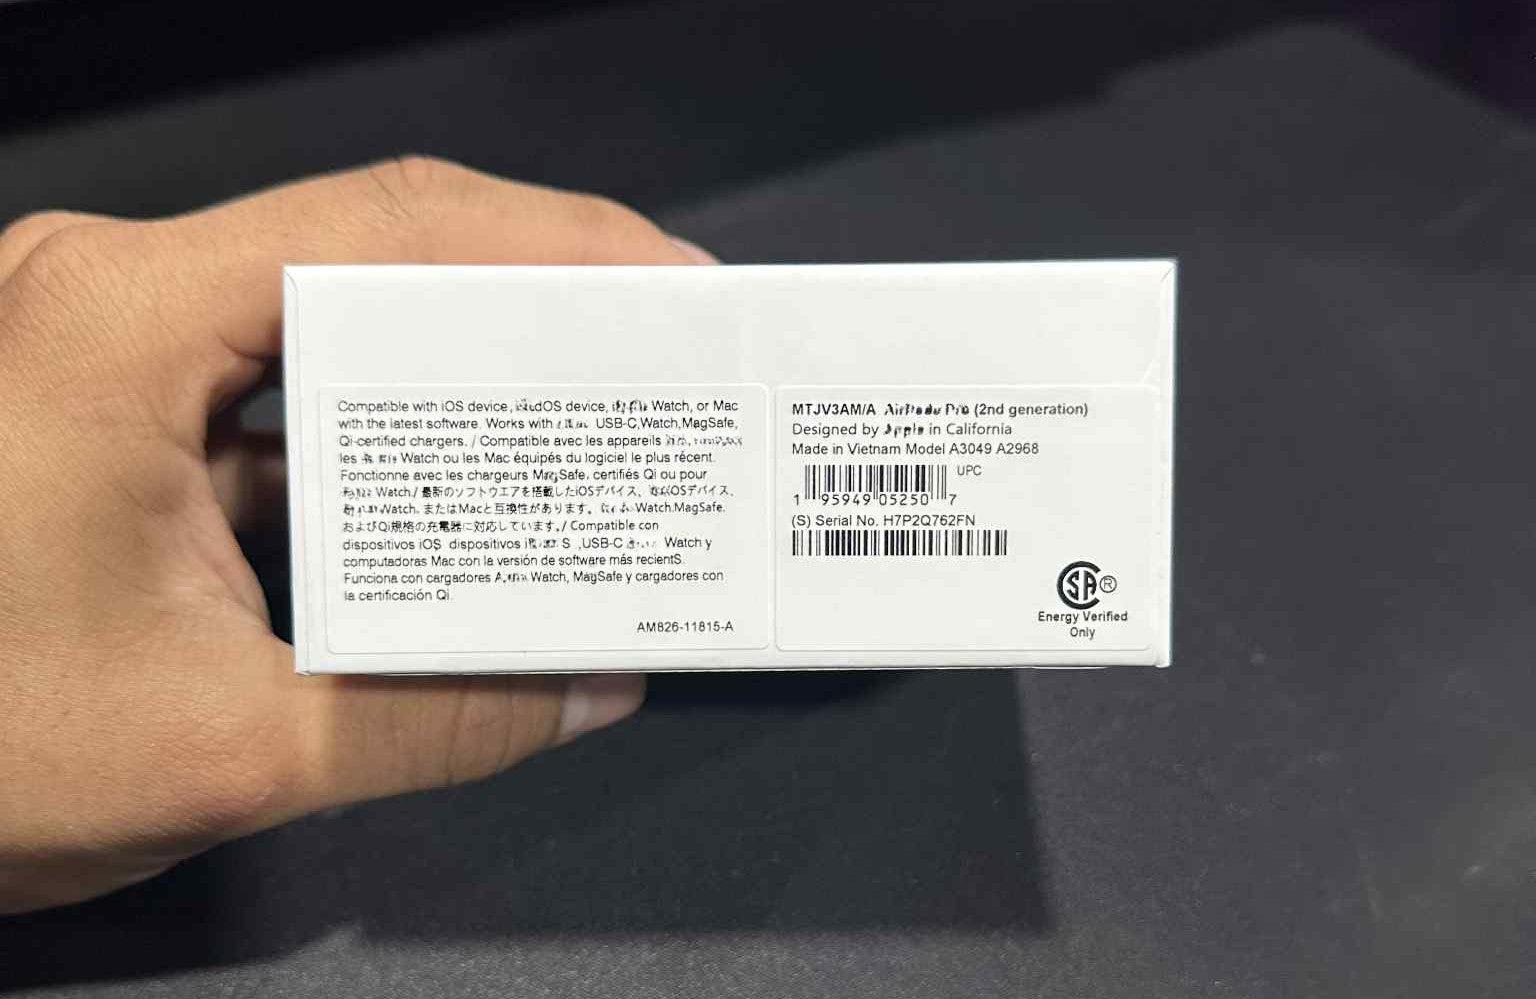 Compatible with iOS device, dOS device, Watch, or Mac
with the latest software. Works with USB-C,Watch,MagSafe,
Qi-certified chargers. / Compatible avec les appareils
les Watch ou les Mac équipés du logiciel le plus récent.
Fonctionne avec les chargeurs MagSafe, certifiés Qi ou pour
Watch./ 最新のソフトウエアを搭載したiOSデバイス、OSデバイス、
Watch, またはMacと互換性があります。 Watch.MagSafe.
およびQi規格の充電器に対応しています。/ Compatible con
dispositivos iOS dispositivos S ,USB-C Watch y
computadoras Mac con la versión de software más recientS.
Funciona con cargadores Watch, MagSafe y cargadores con
la certificación Qi.
AM826-11815-A
MTJV3AM/A Pro (2nd generation)
Designed by Apple in California
Made in Vietnam Model A3049 A2968
UPC
1 95949 05250 7
(S) Serial No. H7P2Q762FN
SA ®
Energy Verified
Only